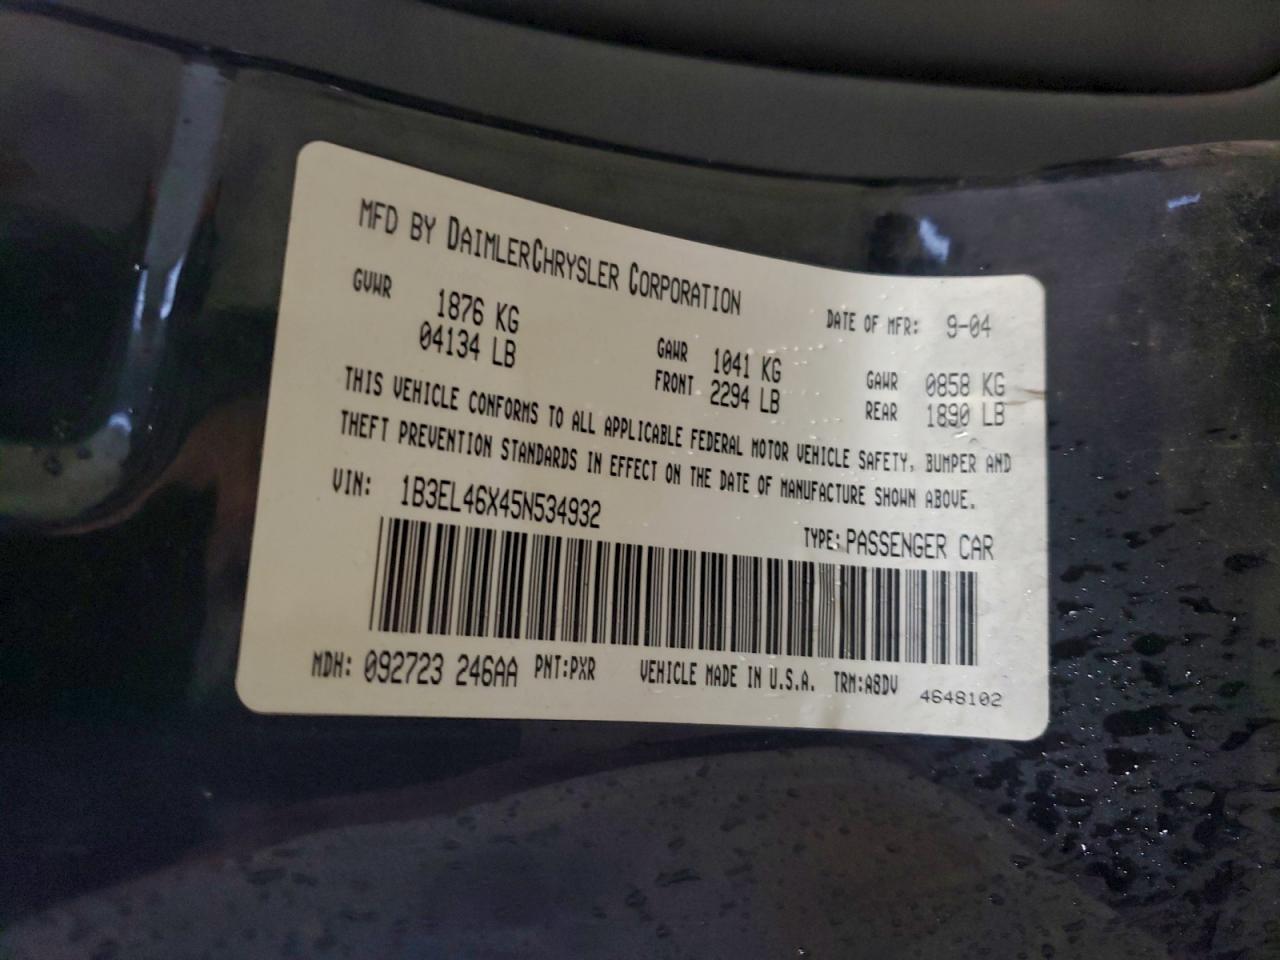 MFD BY DAIMLERCHRYSLER CORPORATION
DATE OF MFR: 9-04
GVWR 1876 KG
04134 LB
GAWR 1041 KG
FRONT 2294 LB
GAWR 0858 KG
REAR 1890 LB
THIS VEHICLE CONFORMS TO ALL APPLICABLE FEDERAL MOTOR VEHICLE SAFETY, BUMPER AND
THEFT PREVENTION STANDARDS IN EFFECT ON THE DATE OF MANUFACTURE SHOWN ABOVE.
VIN: 1B3EL46X45N534932
TYPE: PASSENGER CAR
MDH: 092723 246AA PNT:PXR VEHICLE MADE IN U.S.A. TRM:A8DV 4648102